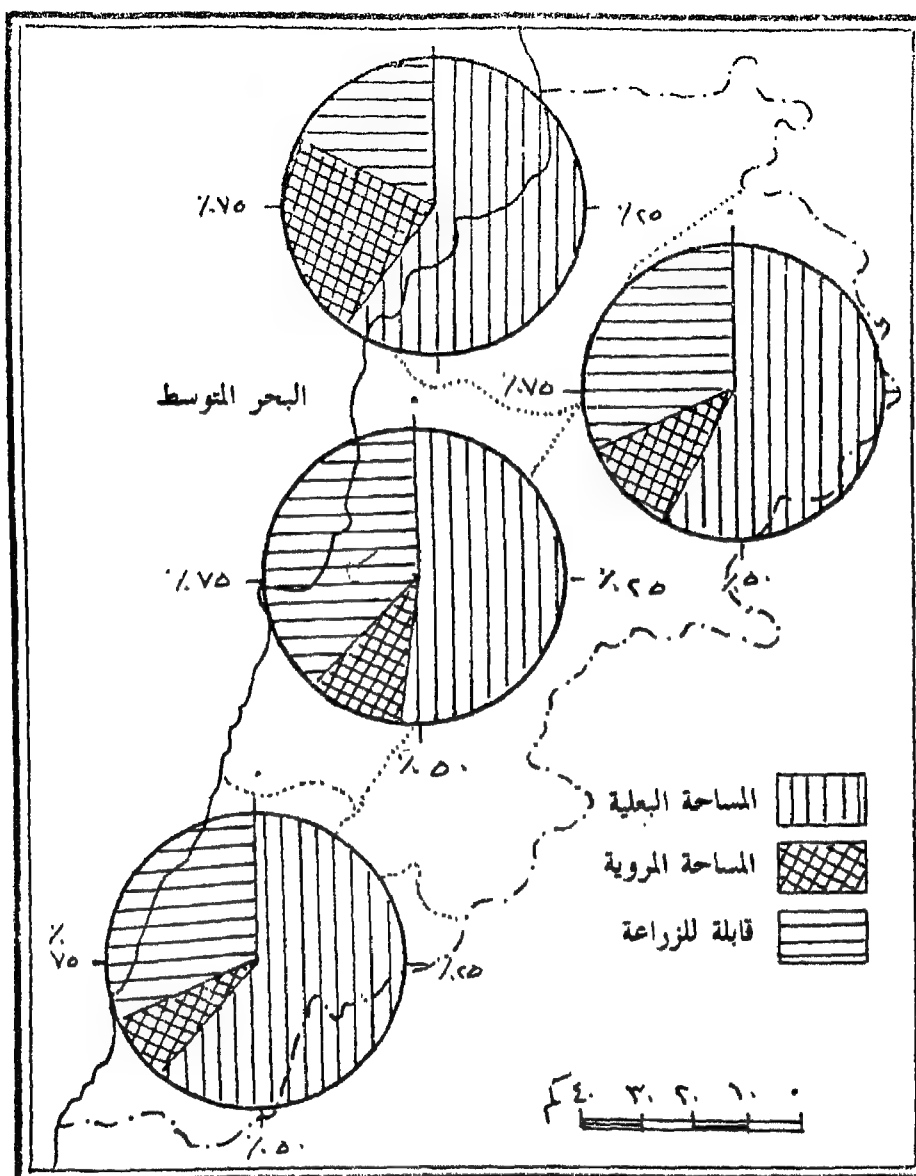 ٪٧٥
٪٢٥
٪٧٥
البحر المتوسط
٪٧٥
٪٢٥
٪٥٠
٪٥٠
المساحة البعلية
المساحة المروية
قابلة للزراعة
٪٧٥
٪٢٥
٪٥٠
٠ ١٠ ٢٠ ٣٠ ٤٠ كم